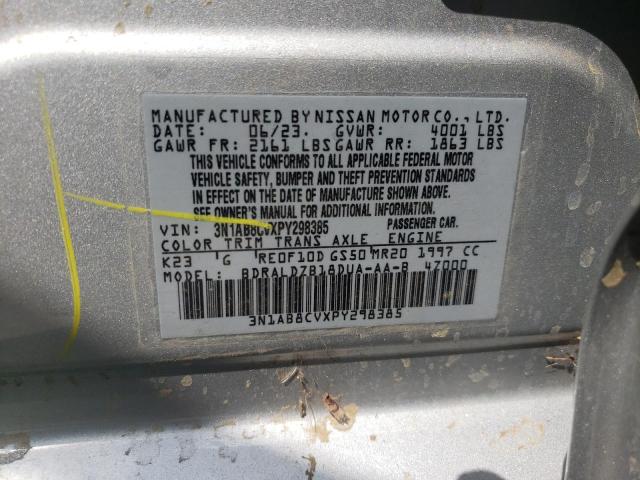 MANUFACTURED BY NISSAN MOTOR CO., LTD.
DATE: 06/23. GVWR: 4001 LBS
GAWR FR: 2161 LBS GAWR RR: 1863 LBS
THIS VEHICLE CONFORMS TO ALL APPLICABLE FEDERAL MOTOR
VEHICLE SAFETY, BUMPER AND THEFT PREVENTION STANDARDS
IN EFFECT ON THE DATE OF MANUFACTURE SHOWN ABOVE.
SEE OWNER'S MANUAL FOR ADDITIONAL INFORMATION.
VIN: 3N1AB8CVXPY298385 PASSENGER CAR.
COLOR TRIM TRANS AXLE ENGINE
K23 G RE0F10D GS50 MR20 1997 CC
MODEL: BDRALDZB18DUA-AA-B 4Z000
3N1AB8CVXPY298385